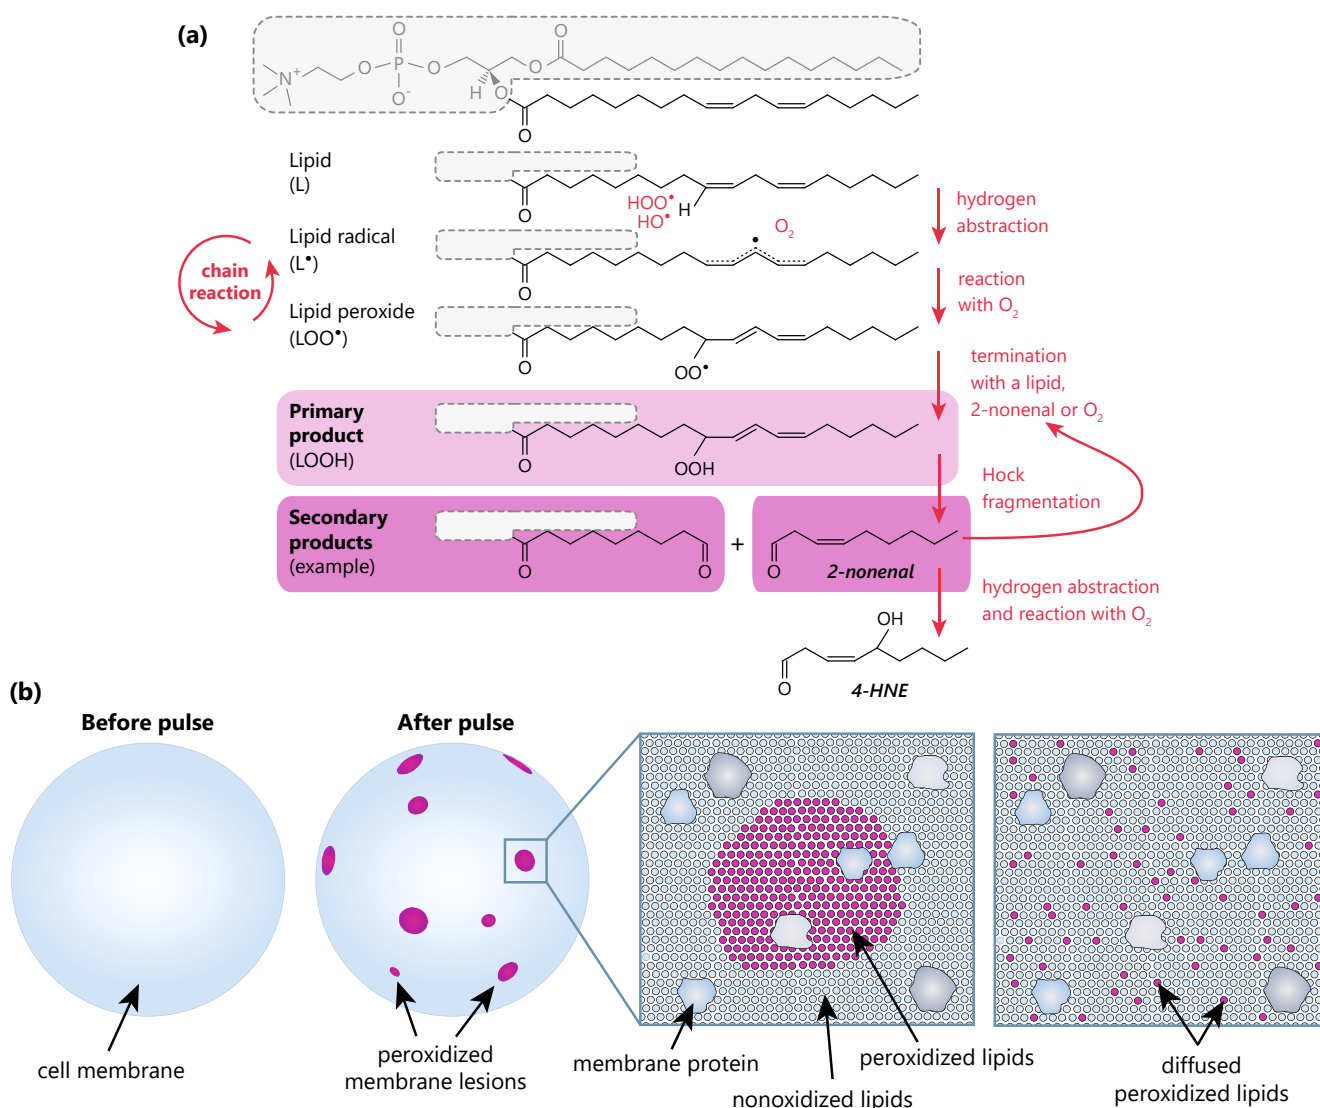 (a)
O
O
N+
O
P
O
O
O-
H
O
O
Lipid
(L)
O
HOO•
HO•
H
hydrogen
abstraction
Lipid radical
(L•)
O
•
O2
chain
reaction
reaction
with O2
Lipid peroxide
(LOO•)
O
OO•
termination
with a lipid,
2-nonenal or O2
Primary
product
(LOOH)
O
OOH
Hock
fragmentation
Secondary
products
(example)
O
O
+
O
2-nonenal
hydrogen abstraction
and reaction with O2
OH
O
4-HNE
(b)
Before pulse
After pulse
cell membrane
peroxidized
membrane lesions
membrane protein
nonoxidized lipids
peroxidized lipids
diffused
peroxidized lipids